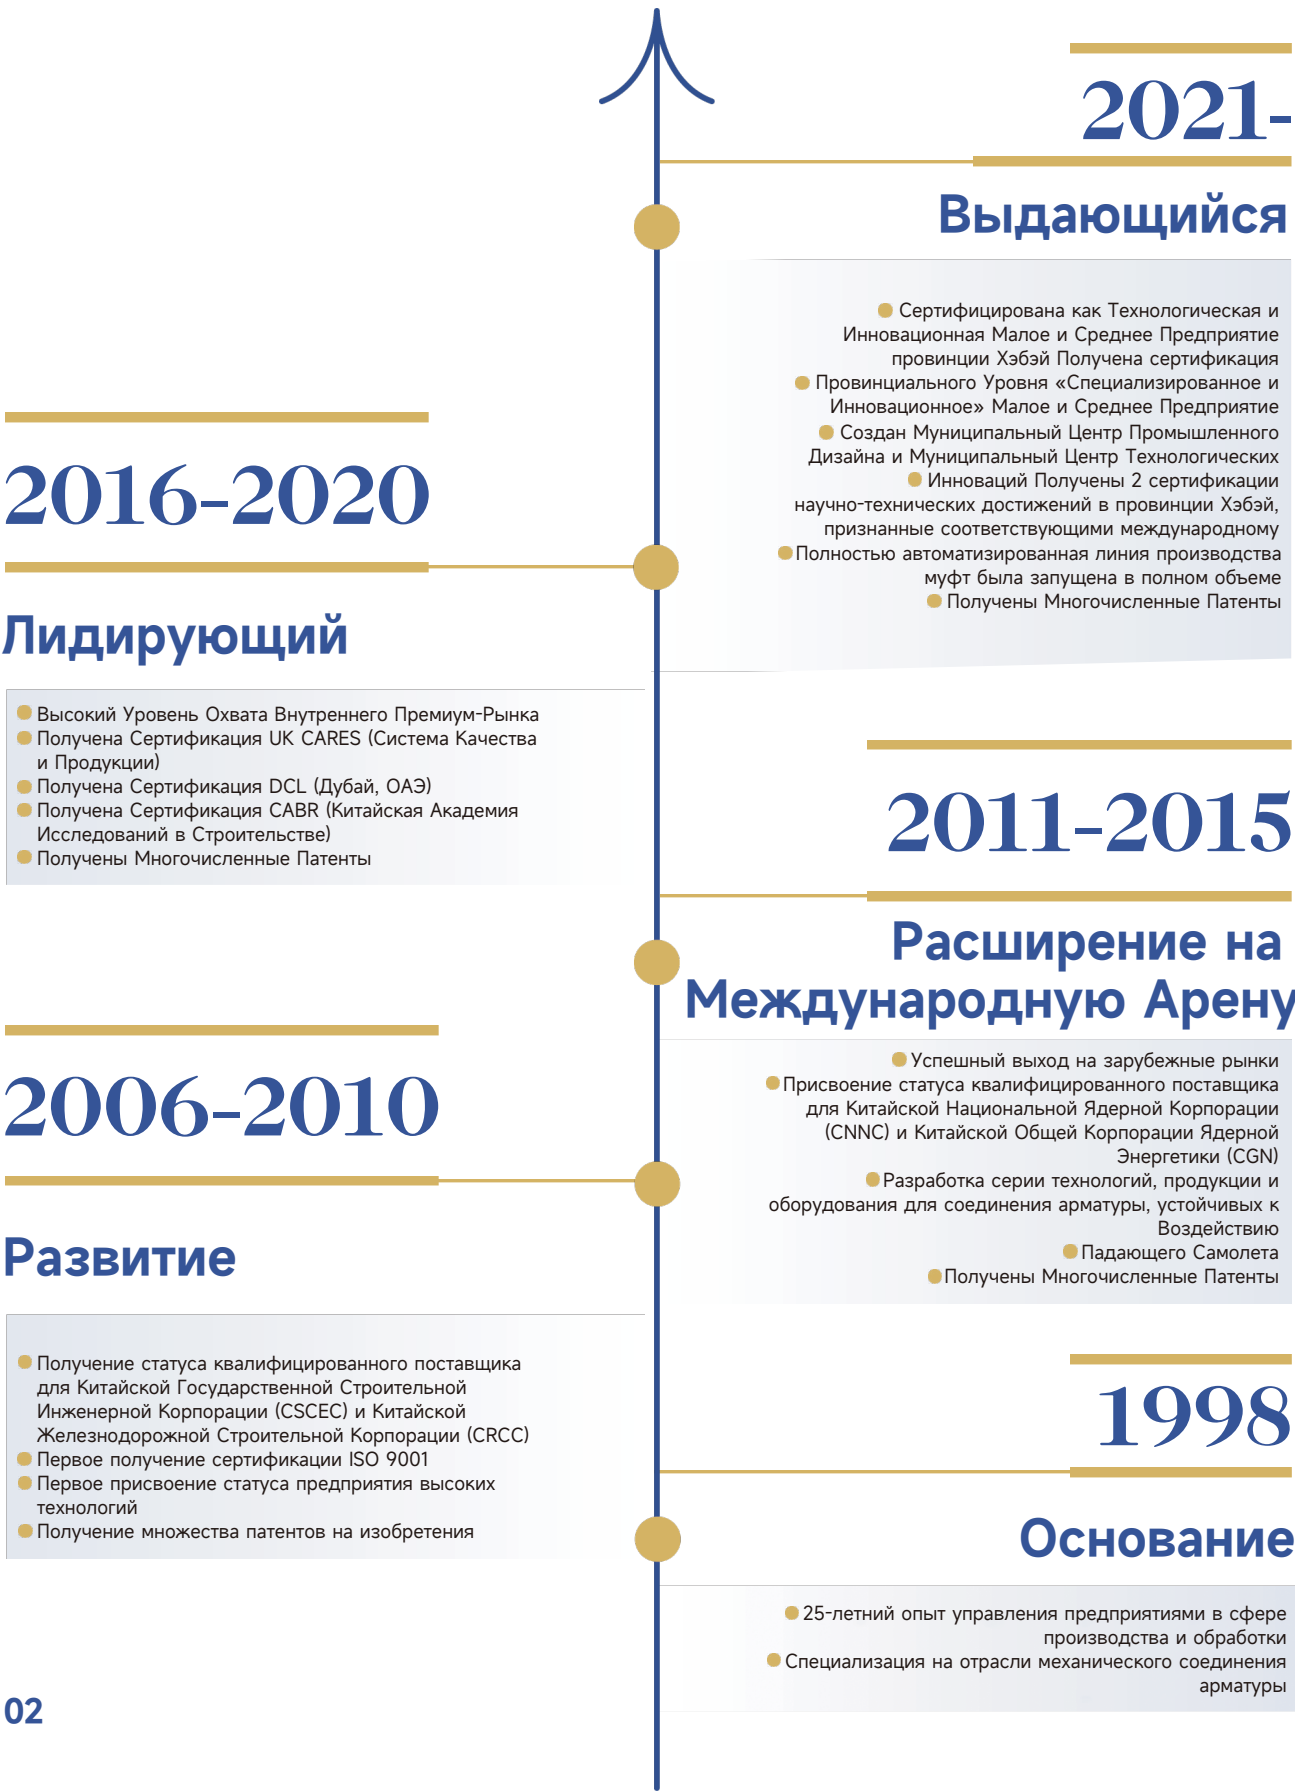 2021-
Выдающийся
Сертифицирована как Технологическая и
Инновационная Малое и Среднее Предприятие
провинции Хэбэй Получена сертификация
Провинциального Уровня «Специализированное и
Инновационное» Малое и Среднее Предприятие
Создан Муниципальный Центр Промышленного
Дизайна и Муниципальный Центр Технологических
Инноваций Получены 2 сертификации
научно-технических достижений в провинции Хэбэй,
признанные соответствующими международному
Полностью автоматизированная линия производства
муфт была запущена в полном объеме
Получены Многочисленные Патенты
2016-2020
Лидирующий
Высокий Уровень Охвата Внутреннего Премиум-Рынка
Получена Сертификация UK CARES (Система Качества
и Продукции)
Получена Сертификация DCL (Дубай, ОАЭ)
Получена Сертификация CABR (Китайская Академия
Исследований в Строительстве)
Получены Многочисленные Патенты
2011-2015
Расширение на
Международную Арену
Успешный выход на зарубежные рынки
Присвоение статуса квалифицированного поставщика
для Китайской Национальной Ядерной Корпорации
(CNNC) и Китайской Общей Корпорации Ядерной
Энергетики (CGN)
Разработка серии технологий, продукции и
оборудования для соединения арматуры, устойчивых к
Воздействию
Падающего Самолета
Получены Многочисленные Патенты
2006-2010
Развитие
Получение статуса квалифицированного поставщика
для Китайской Государственной Строительной
Инженерной Корпорации (CSCEC) и Китайской
Железнодорожной Строительной Корпорации (CRCC)
Первое получение сертификации ISO 9001
Первое присвоение статуса предприятия высоких
технологий
Получение множества патентов на изобретения
1998
Основание
25-летний опыт управления предприятиями в сфере
производства и обработки
Специализация на отрасли механического соединения
арматуры
02